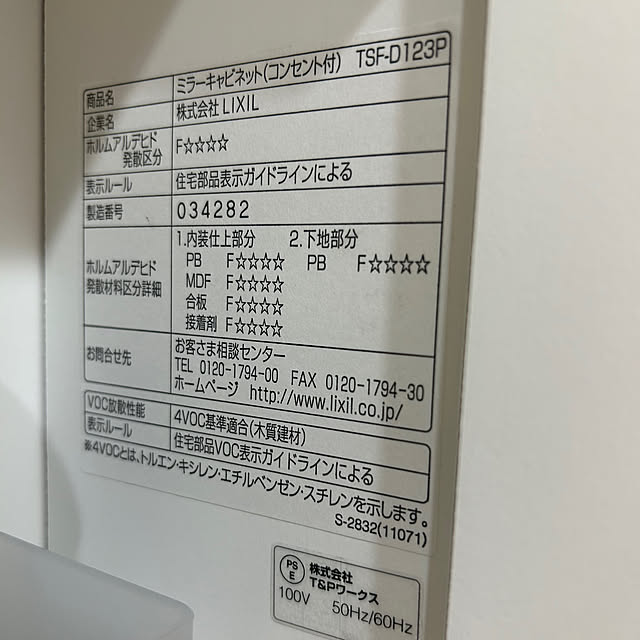 商品名 ミラーキャビネット(コンセント付) TSF-D123P
企業名 株式会社LIXIL
ホルムアルデヒド
発散区分 F☆☆☆☆
表示ルール 住宅部品表示ガイドラインによる
製造番号 034282
ホルムアルデヒド
発散材料区分詳細
1.内装仕上部分 2.下地部分
PB F☆☆☆☆ PB F☆☆☆☆
MDF F☆☆☆☆
合板 F☆☆☆☆
接着剤 F☆☆☆☆
お問合せ先 お客さま相談センター
TEL 0120-1794-00 FAX 0120-1794-30
ホームページ http://www.lixil.co.jp/
VOC放散性能 4VOC基準適合(木質建材)
表示ルール 住宅部品VOC表示ガイドラインによる
※4VOCとは、トルエン・キシレン・エチルベンゼン・スチレンを示します。
S-2832(11071)
PS
E
株式会社
T&Pワークス
100V 50Hz/60Hz